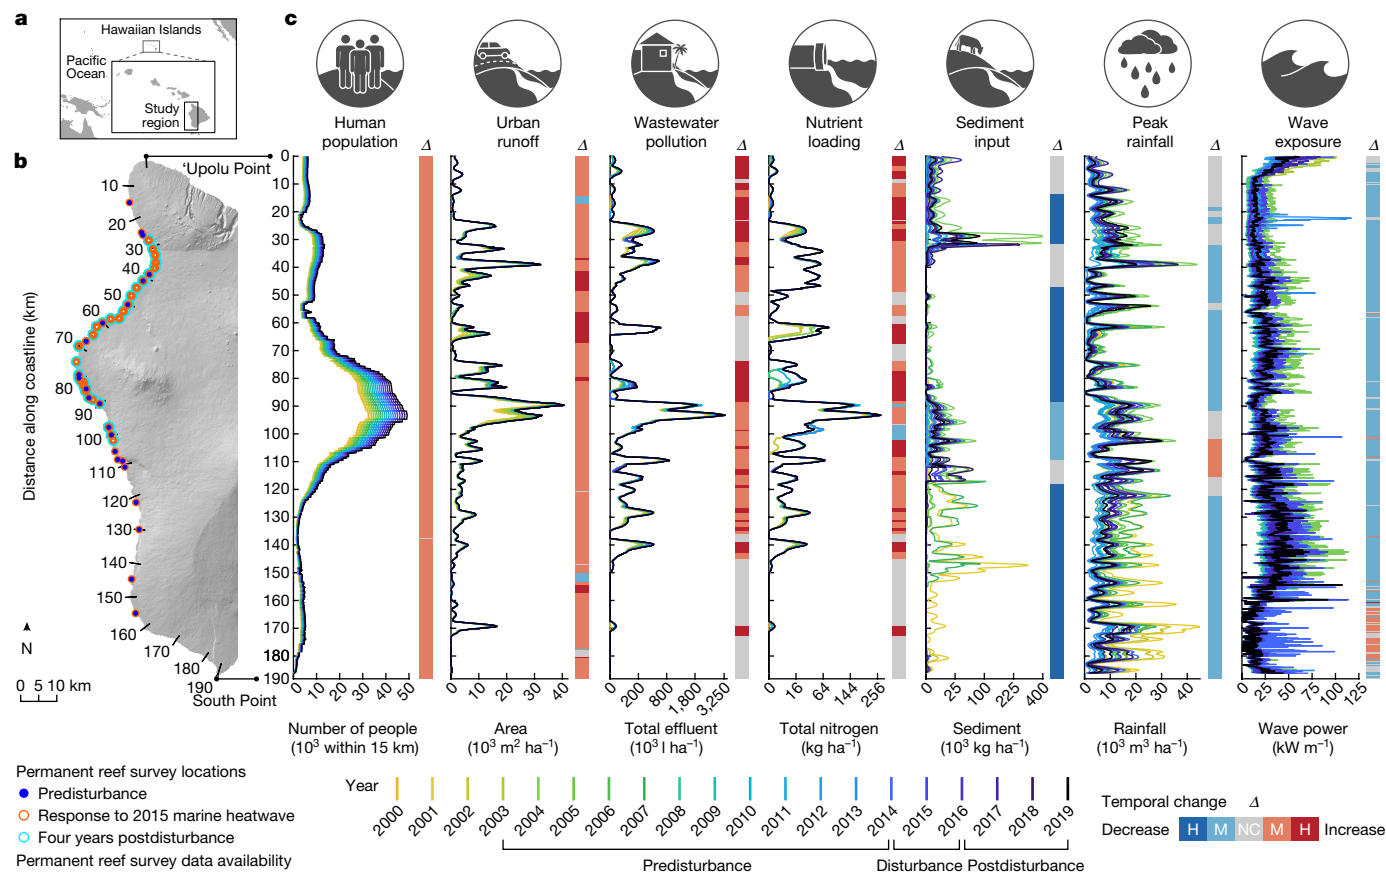 a
Hawaiian Islands
Pacific
Ocean
Study
region
b
'Upolu Point
10
20
30
40
50
60
70
80
90
100
110
120
130
140
150
160
170
180
190
South Point
Distance along coastline (km)
N
0 5 10 km
c
Human
population
Δ
Urban
runoff
Δ
Wastewater
pollution
Δ
Nutrient
loading
Δ
Sediment
input
Δ
Peak
rainfall
Δ
Wave
exposure
Δ
0
10
20
30
40
50
60
70
80
90
100
110
120
130
140
150
160
170
180
190
0 10 20 30 40 50
0 10 20 30 40
0 200 800 1,800 3,250
0 16 64 144 256
0 25 100 225 400
0 10 20 30 40
0 25 50 75 100 125
Number of people
(10³ within 15 km)
Area
(10³ m² ha⁻¹)
Total effluent
(10³ l ha⁻¹)
Total nitrogen
(kg ha⁻¹)
Sediment
(10³ kg ha⁻¹)
Rainfall
(10³ m³ ha⁻¹)
Wave power
(kW m⁻¹)
Permanent reef survey locations
Predisturbance
Response to 2015 marine heatwave
Four years postdisturbance
Permanent reef survey data availability
Year
2000 2001 2002 2003 2004 2005 2006 2007 2008 2009 2010 2011 2012 2013 2014 2015 2016 2017 2018 2019
Predisturbance
Disturbance
Postdisturbance
Temporal change Δ
Decrease H M NC M H Increase